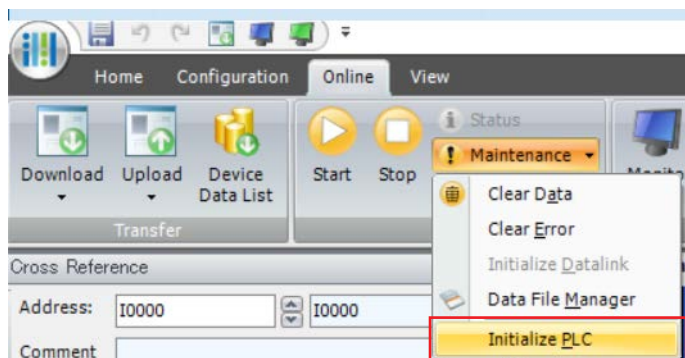 Home Configuration Online View
Status
Maintenance
Download Upload Device Data List Start Stop
Transfer
Clear Data
Clear Error
Initialize Datalink
Data File Manager
Initialize PLC
Cross Reference
Address: I0000 I0000
Comment